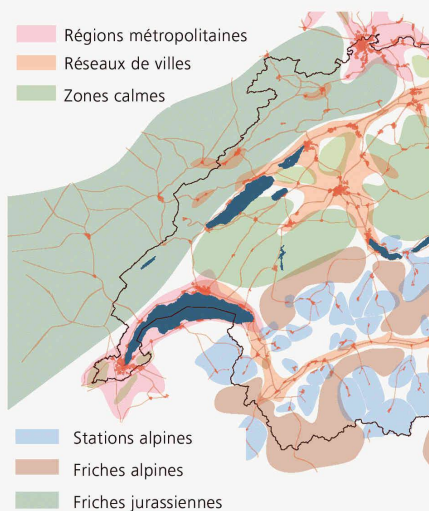 Régions métropolitaines
Réseaux de villes
Zones calmes
Stations alpines
Friches alpines
Friches jurassiennes